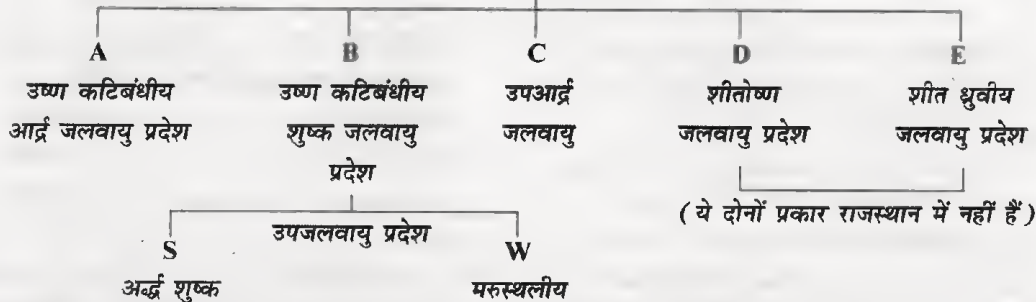 A B C D E
उष्ण कटिबंधीय उष्ण कटिबंधीय उपआर्द्र शीतोष्ण शीत ध्रुवीय
आर्द्र जलवायु प्रदेश शुष्क जलवायु जलवायु जलवायु प्रदेश जलवायु प्रदेश
प्रदेश
( ये दोनों प्रकार राजस्थान में नहीं हैं )
उपजलवायु प्रदेश
S W
अर्द्ध शुष्क मरुस्थलीय